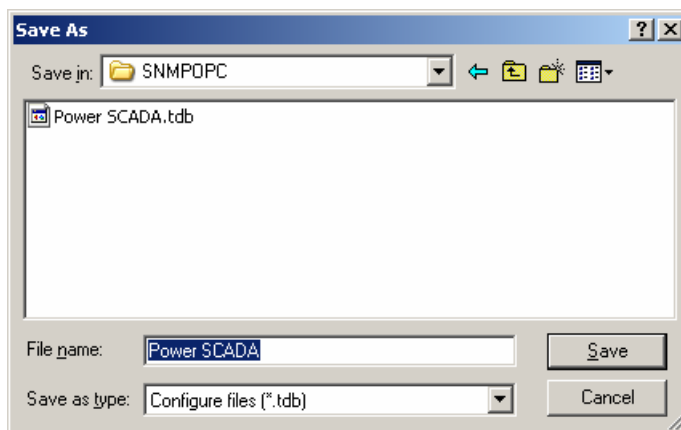 Save As
Save in: SNMPOPC
Power SCADA.tdb
File name: Power SCADA Save
Save as type: Configure files (*.tdb) Cancel